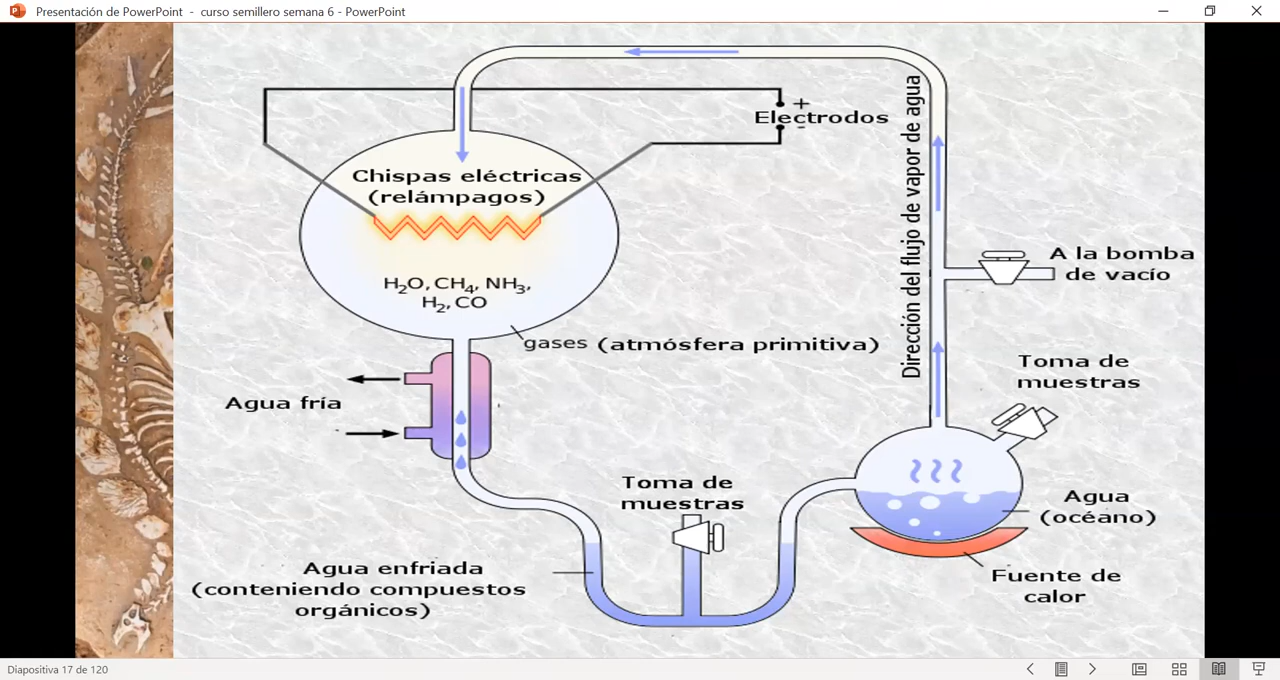 Presentación de PowerPoint - curso semillero semana 6 - PowerPoint
+
Electrodos
-
Chispas eléctricas
(relámpagos)
H₂O, CH₄, NH₃,
H₂, CO
gases (atmósfera primitiva)
Dirección del flujo de vapor de agua
A la bomba
de vacío
Toma de
muestras
Agua fría
Toma de
muestras
Agua
(océano)
Agua enfriada
(conteniendo compuestos
orgánicos)
Fuente de
calor
Diapositiva 17 de 120